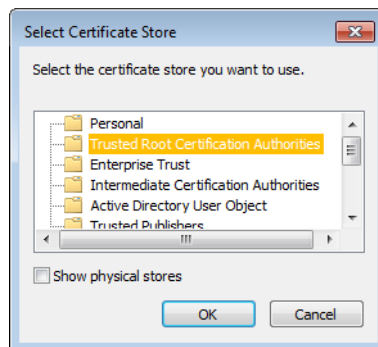 Select Certificate Store
Select the certificate store you want to use.
Personal
Trusted Root Certification Authorities
Enterprise Trust
Intermediate Certification Authorities
Active Directory User Object
Trusted Publishers
Show physical stores
OK
Cancel